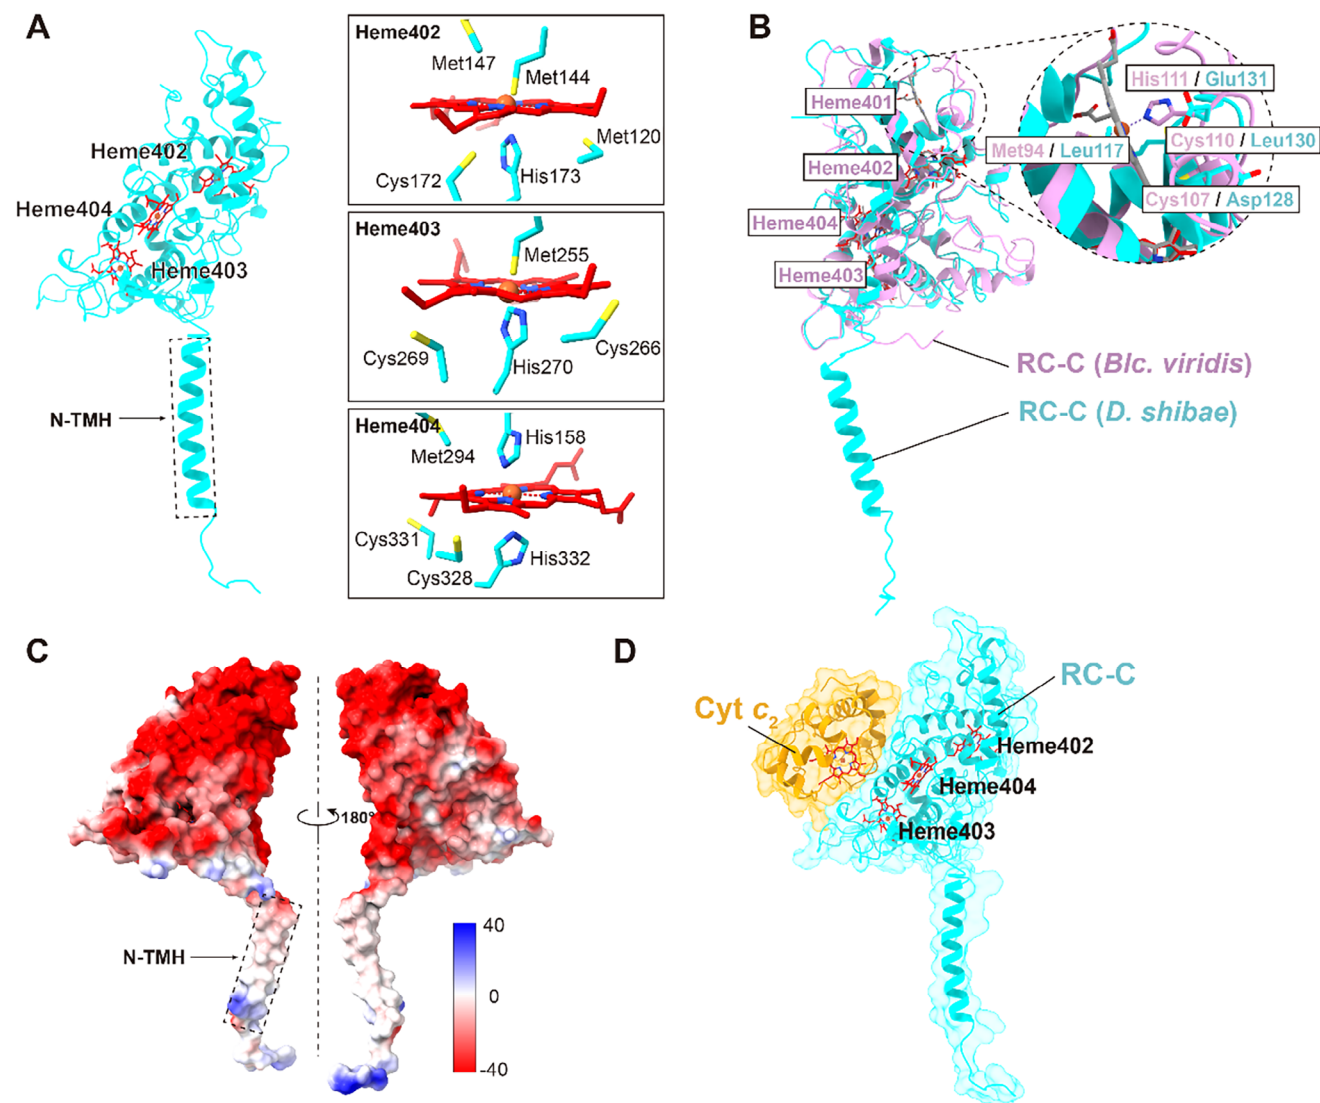 A
Heme402
Heme404
Heme403
N-TMH
Heme402
Met147
Met144
Met120
Cys172
His173
Heme403
Met255
Cys269
Cys266
His270
Heme404
His158
Met294
Cys331
Cys328
His332
B
Heme401
Heme402
Heme404
Heme403
His111 / Glu131
Met94 / Leu117
Cys110 / Leu130
Cys107 / Asp128
RC-C (Blc. viridis)
RC-C (D. shibae)
C
180°
N-TMH
40
0
-40
D
Cyt c₂
RC-C
Heme402
Heme404
Heme403